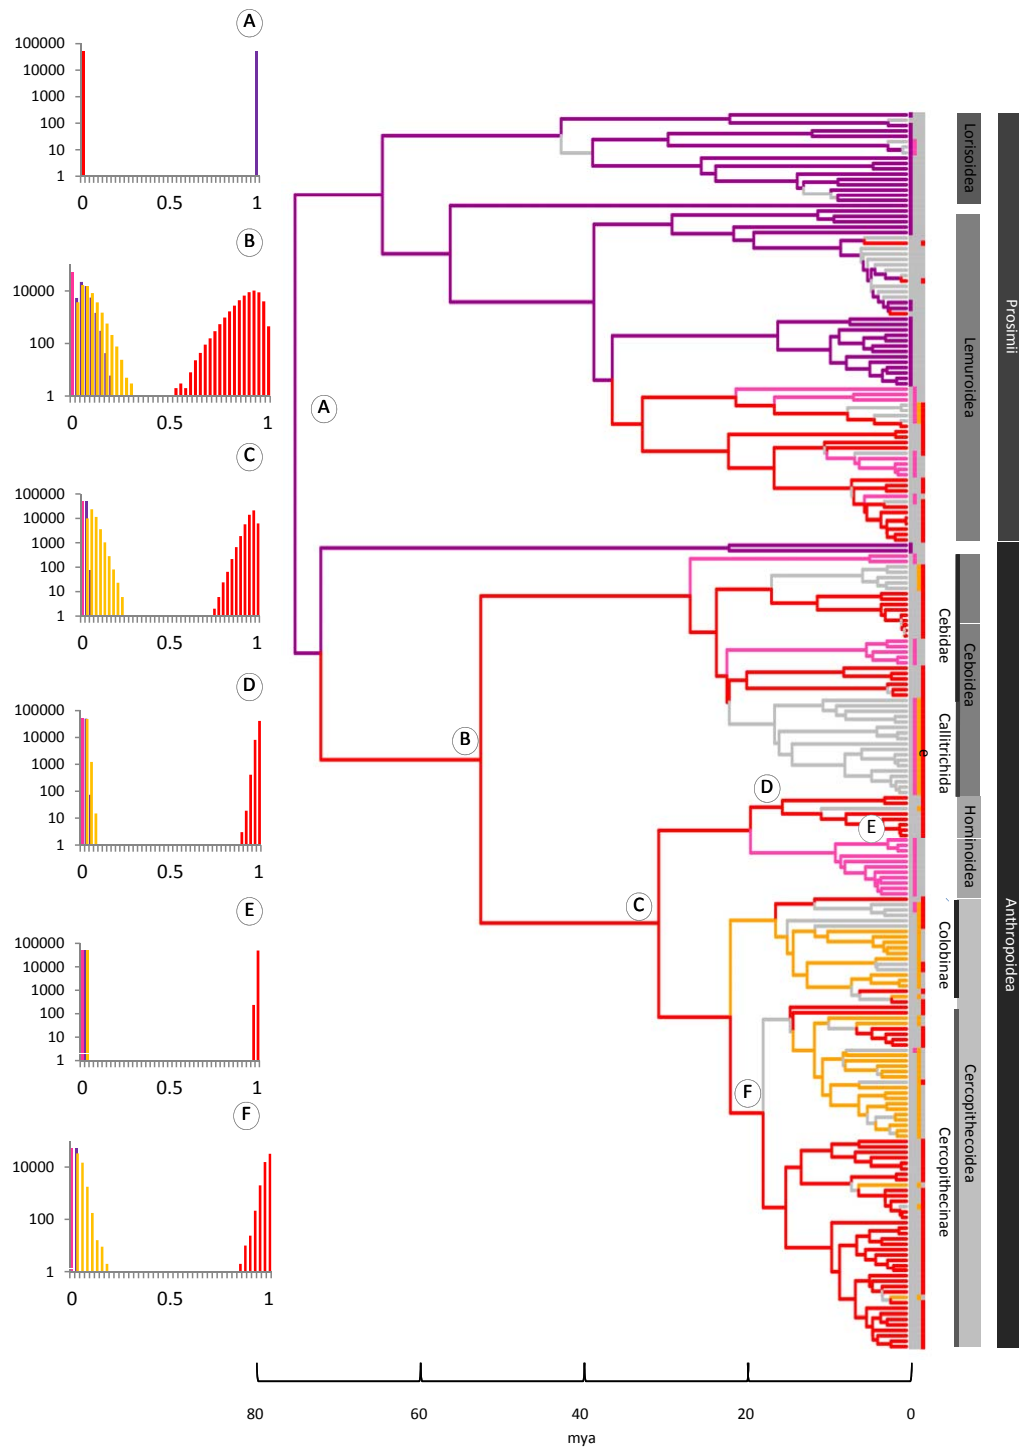 A
100000
10000
1000
100
10
1
0 0.5 1
B
10000
100
1
0 0.5 1
C
100000
10000
1000
100
10
1
0 0.5 1
D
100000
10000
1000
100
10
1
0 0.5 1
E
100000
10000
1000
100
10
1
0 0.5 1
F
10000
100
1
0 0.5 1
A
B
C
D
E
F
Lorisoidea
Lemuroidea
Prosimii
Cebidae
Ceboidea
Callitrichida
e
Hominoidea
Colobinae
Cercopithecinae
Cercopithecoidea
Anthropoidea
80 60 40 20 0
mya